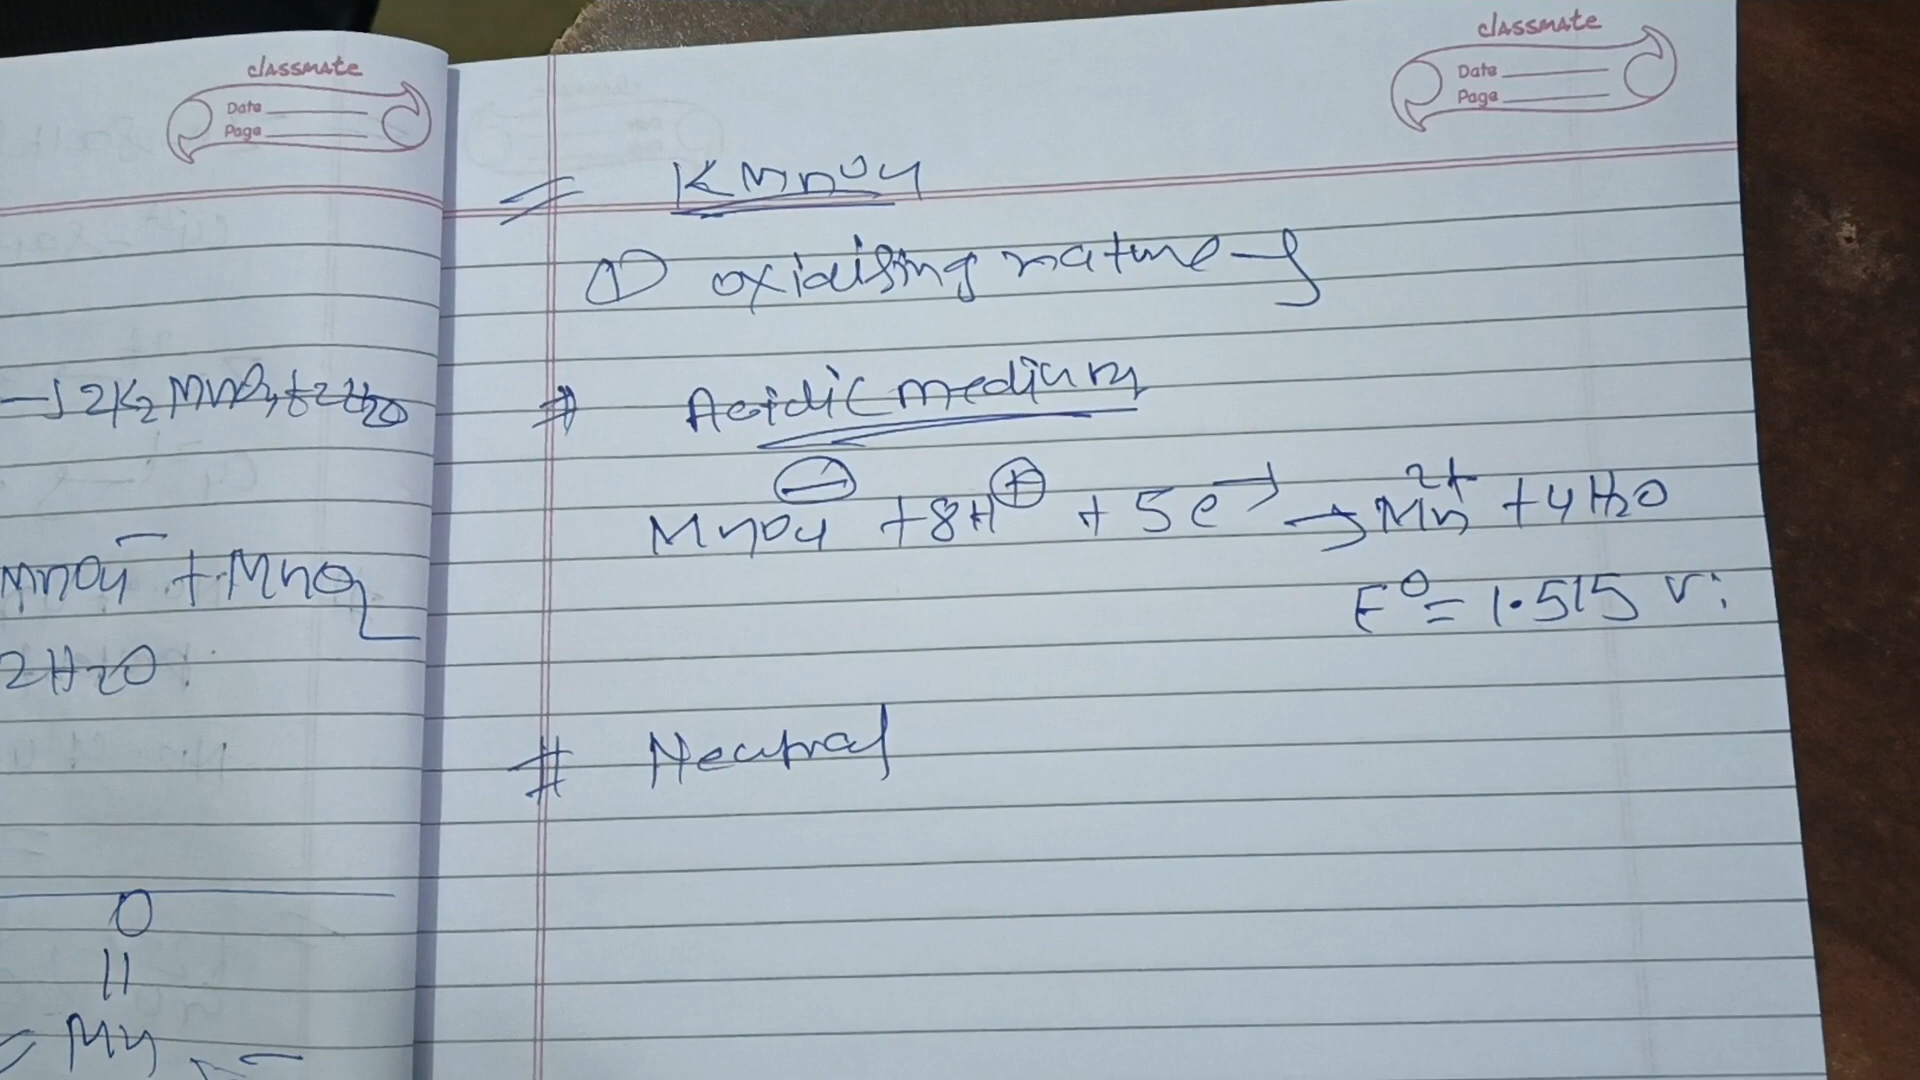 classmate
Date
Page
→ 2K2MnO4 + 2H2O
MnO4⁻ + MnO2
2H2O
O
||
Mn
classmate
Date
Page
KMnO4
① oxidising nature
⇒ Acidic medium
MnO4⊖ + 8H⊕ + 5e⁻ → Mn2+ + 4H2O
E⁰ = 1.515 V
# Neutral